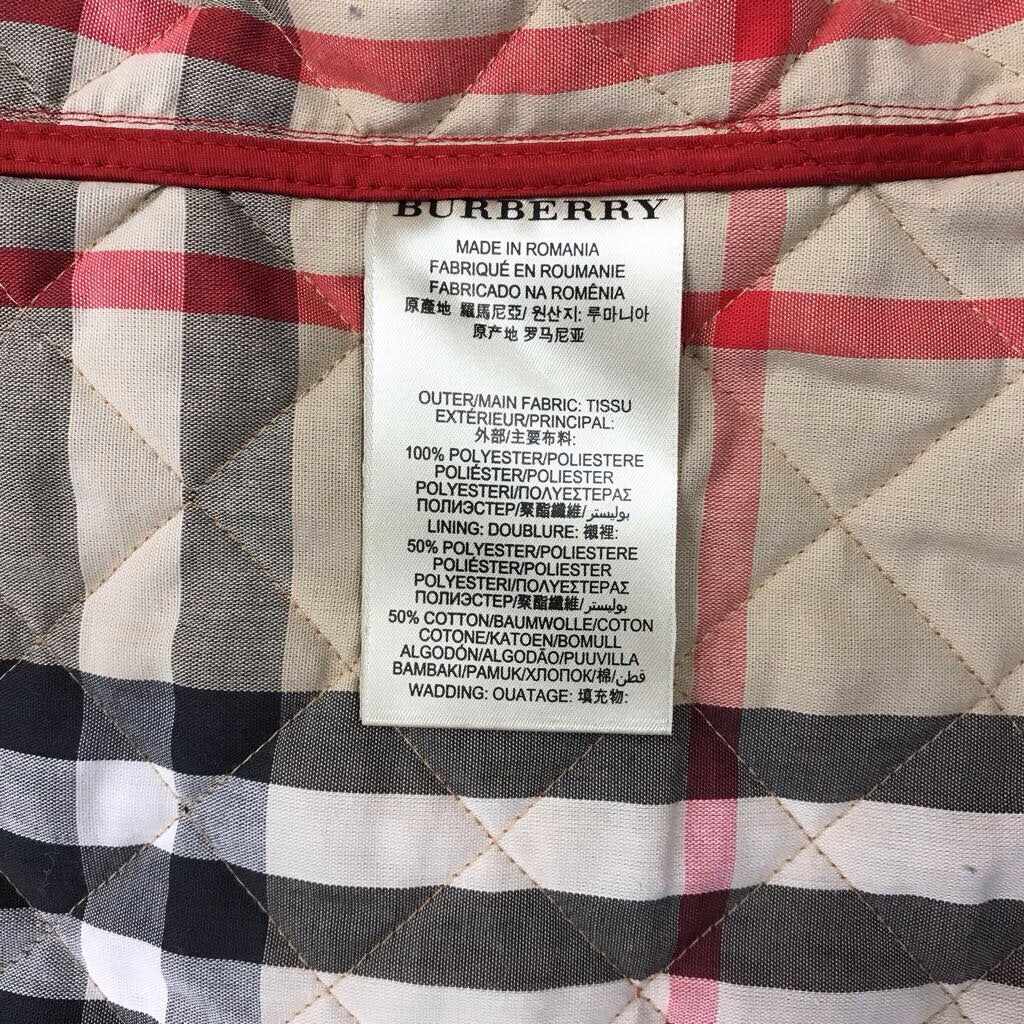 BURBERRY
MADE IN ROMANIA
FABRIQUÉ EN ROUMANIE
FABRICADO NA ROMÊNIA
原產地 羅馬尼亞/ 원산지: 루마니아
原产地 罗马尼亚
OUTER/MAIN FABRIC: TISSU
EXTÉRIEUR/PRINCIPAL:
外部/主要布料:
100% POLYESTER/POLIESTERE
POLIÉSTER/POLIESTER
POLYESTERI/ΠΟΛΥΕΣΤΕΡΑΣ
ПОЛИЭСТЕР/聚酯纖維/بوليستر
LINING: DOUBLURE: 襯裡:
50% POLYESTER/POLIESTERE
POLIÉSTER/POLIESTER
POLYESTERI/ΠΟΛΥΕΣΤΕΡΑΣ
ПОЛИЭСТЕР/聚酯纖維/بوليستر
50% COTTON/BAUMWOLLE/COTON
COTONE/KATOEN/BOMULL
ALGODÓN/ALGODÃO/PUUVILLA
BAMBAKI/PAMUK/ХЛОПОК/棉/قطن
WADDING: OUATAGE: 填充物: